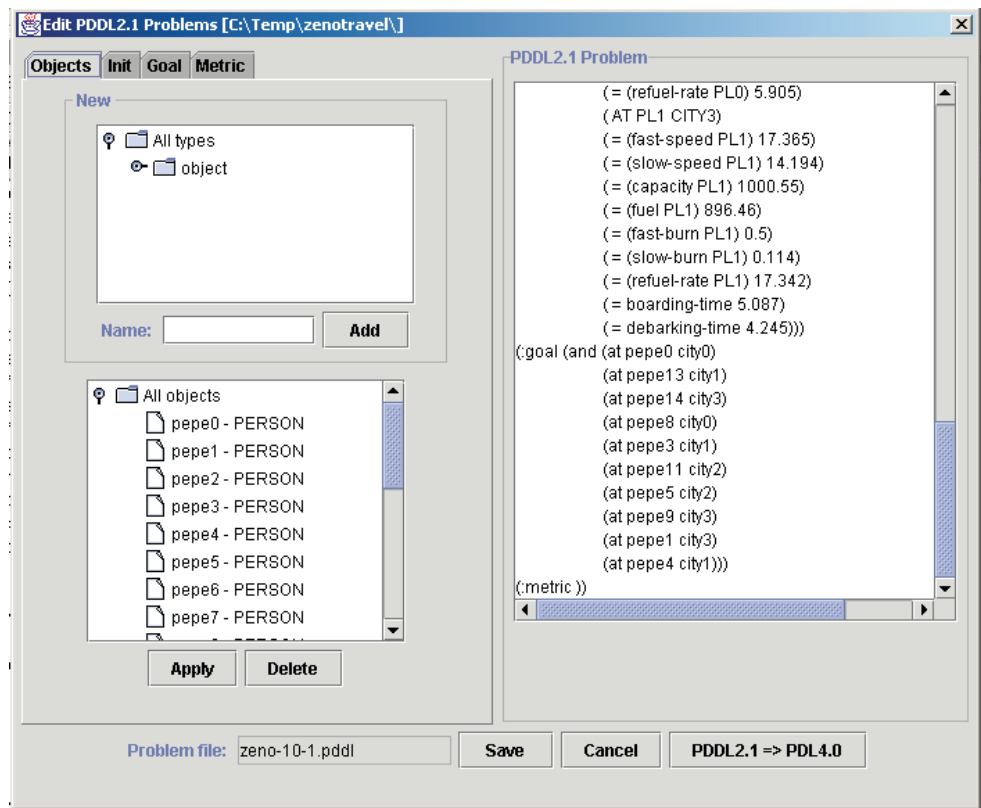 Edit PDDL2.1 Problems [C:\Temp\zenotravel\]
Objects Init Goal Metric
New
All types
object
Name:
Add
All objects
pepe0 - PERSON
pepe1 - PERSON
pepe2 - PERSON
pepe3 - PERSON
pepe4 - PERSON
pepe5 - PERSON
pepe6 - PERSON
pepe7 - PERSON
Apply Delete
PDDL2.1 Problem
( = (refuel-rate PL0) 5.905)
( AT PL1 CITY3)
( = (fast-speed PL1) 17.365)
( = (slow-speed PL1) 14.194)
( = (capacity PL1) 1000.55)
( = (fuel PL1) 896.46)
( = (fast-burn PL1) 0.5)
( = (slow-burn PL1) 0.114)
( = (refuel-rate PL1) 17.342)
( = boarding-time 5.087)
( = debarking-time 4.245)))
(:goal (and (at pepe0 city0)
(at pepe13 city1)
(at pepe14 city3)
(at pepe8 city0)
(at pepe3 city1)
(at pepe11 city2)
(at pepe5 city2)
(at pepe9 city3)
(at pepe1 city3)
(at pepe4 city1)))
(:metric ))
Problem file: zeno-10-1.pddl Save Cancel PDDL2.1 => PDL4.0